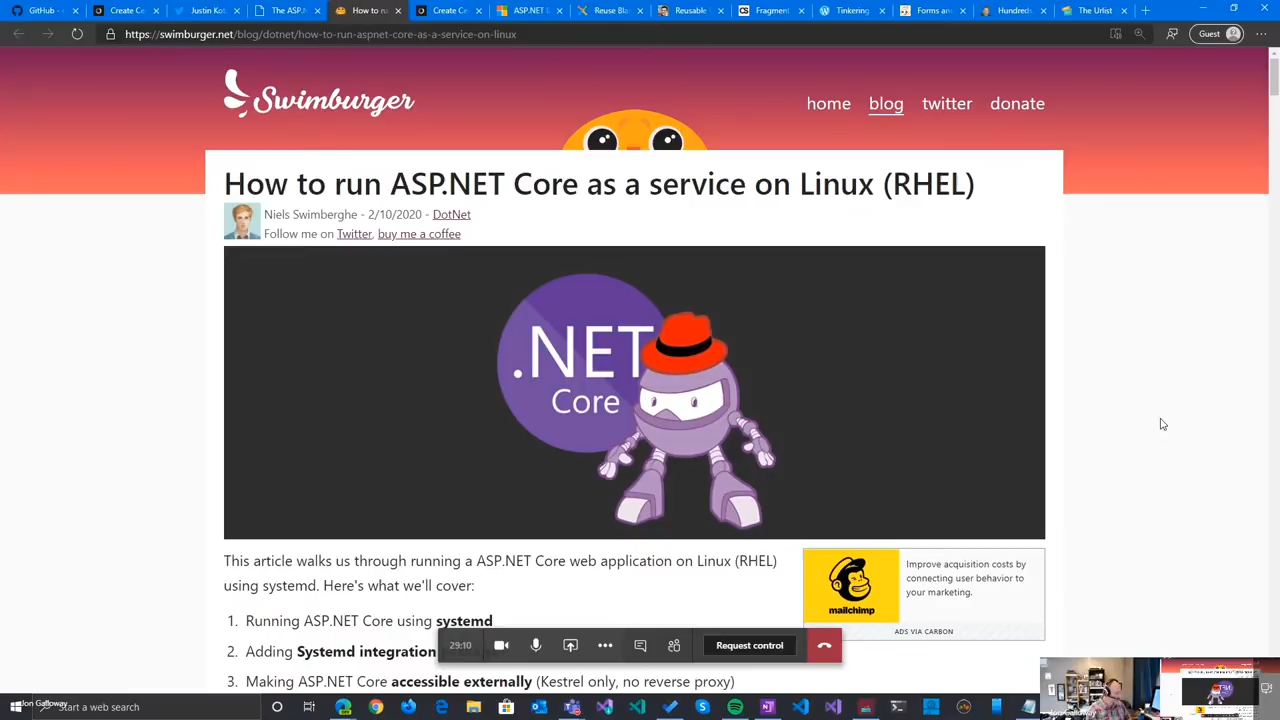 GitHub - c
Create Ce
Justin Kot
The ASP.
How to ru
Create Ce
ASP.NET
Reuse Bla
Reusable
Fragment
Tinkering
Forms an
Hundreds
The Urlist
https://swimburger.net/blog/dotnet/how-to-run-aspnet-core-as-a-service-on-linux
Guest
Swimburger
home
blog
twitter
donate
How to run ASP.NET Core as a service on Linux (RHEL)
Niels Swimberghe - 2/10/2020 - DotNet
Follow me on Twitter, buy me a coffee
.NET
Core
This article walks us through running a ASP.NET Core web application on Linux (RHEL)
using systemd. Here's what we'll cover:
1. Running ASP.NET Core using systemd
2. Adding Systemd integration
3. Making ASP.NET Core accessible externally (Kestrel only, no reverse proxy)
mailchimp
Improve acquisition costs by
connecting user behavior to
your marketing.
ADS VIA CARBON
29:10
Request control
Jon Galloway
Start a web search
Jon Galloway